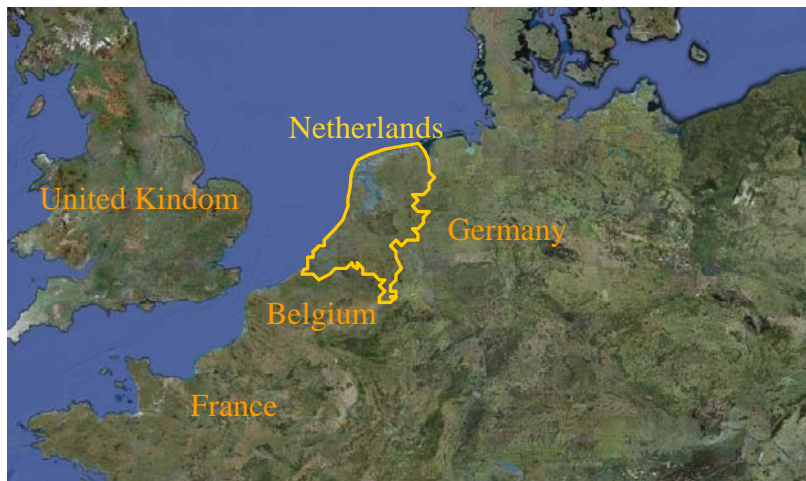 Netherlands
United Kindom
Germany
Belgium
France